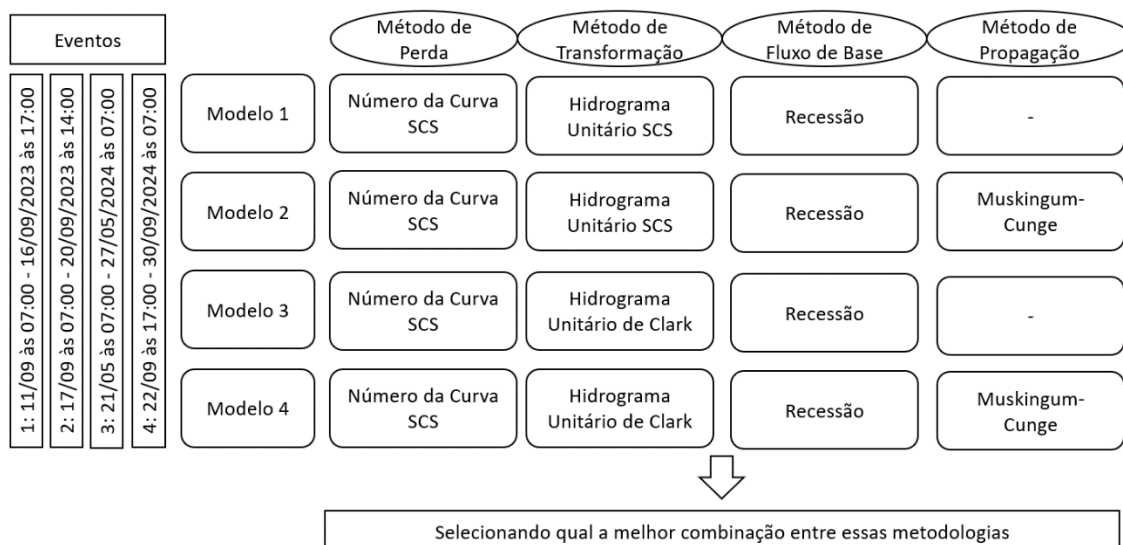 Eventos
Método de
Perda
Método de
Transformação
Método de
Fluxo de Base
Método de
Propagação
1: 11/09 às 07:00 - 16/09/2023 às 17:00
2: 17/09 às 07:00 - 20/09/2023 às 14:00
3: 21/05 às 07:00 - 27/05/2024 às 07:00
4: 22/09 às 17:00 - 30/09/2024 às 07:00
Modelo 1
Número da Curva
SCS
Hidrograma
Unitário SCS
Recessão
-
Modelo 2
Número da Curva
SCS
Hidrograma
Unitário SCS
Recessão
Muskingum-
Cunge
Modelo 3
Número da Curva
SCS
Hidrograma
Unitário de Clark
Recessão
-
Modelo 4
Número da Curva
SCS
Hidrograma
Unitário de Clark
Recessão
Muskingum-
Cunge
Selecionando qual a melhor combinação entre essas metodologias